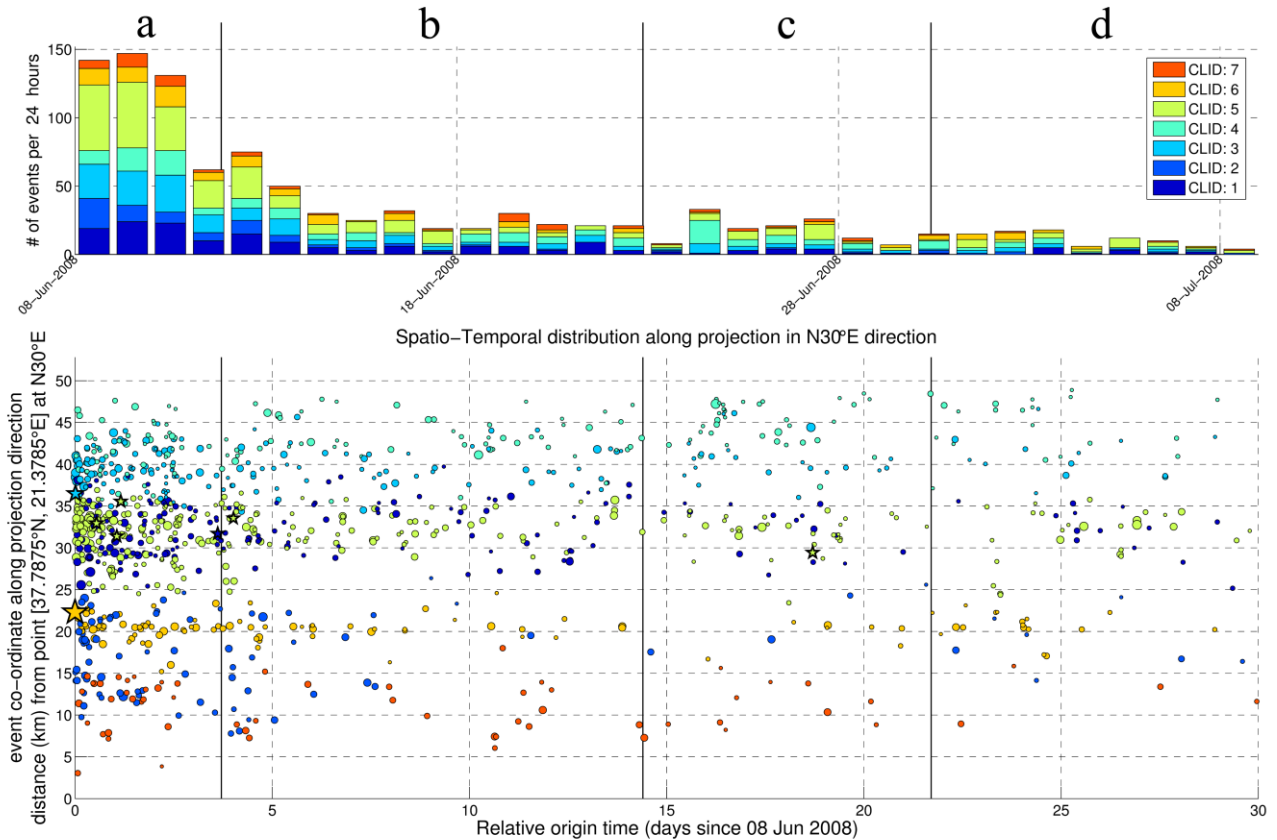 a b c d
150
100
50
0
# of events per 24 hours
CLID: 7
CLID: 6
CLID: 5
CLID: 4
CLID: 3
CLID: 2
CLID: 1
08-Jun-2008 18-Jun-2008 28-Jun-2008 08-Jul-2008
Spatio-Temporal distribution along projection in N30°E direction
event co-ordinate along projection direction
distance (km) from point [37.7875°N, 21.3785°E] at N30°E
50
45
40
35
30
25
20
15
10
5
0
0 5 10 15 20 25 30
Relative origin time (days since 08 Jun 2008)